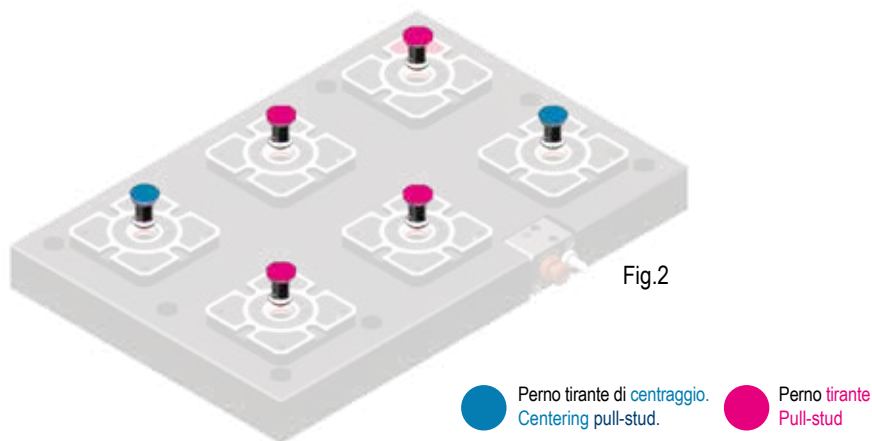 Fig.2
Perno tirante di centraggio.
Centering pull-stud.
Perno tirante
Pull-stud